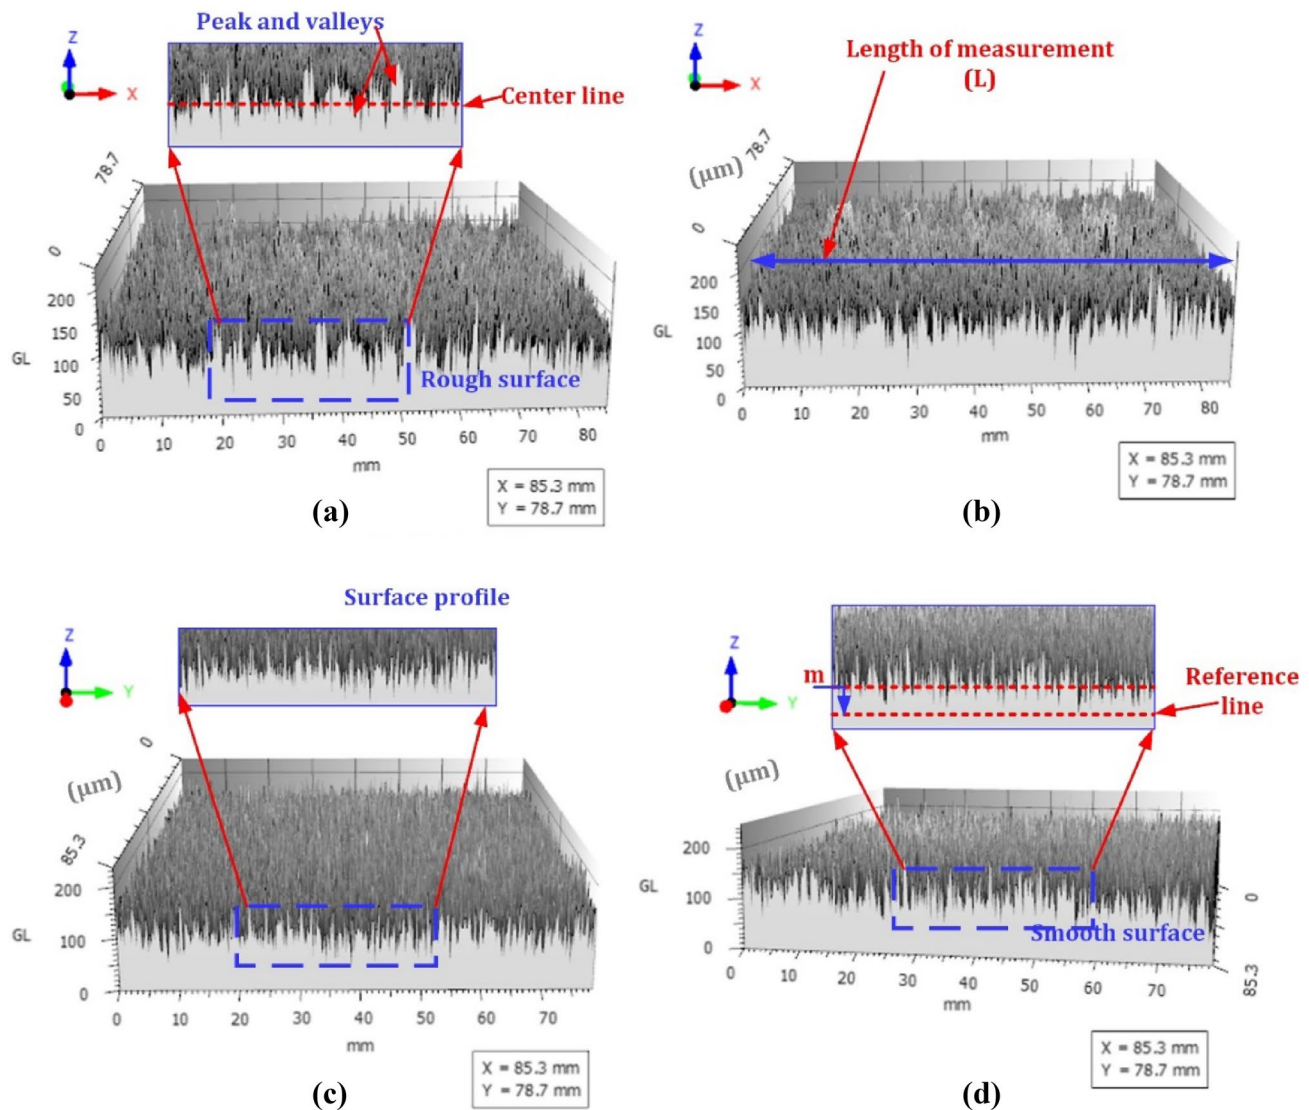 Peak and valleys
Z
X
Center line
78.7
0
200
150
GL
100
50
0
Rough surface
0
10
20
30
40
50
60
70
80
mm
X = 85.3 mm
Y = 78.7 mm
(a)
Z
X
Length of measurement
(L)
(μm)
78.7
0
200
150
GL
100
50
0
0
10
20
30
40
50
60
70
80
mm
X = 85.3 mm
Y = 78.7 mm
(b)
Surface profile
Z
Y
0
(μm)
85.3
200
GL
100
0
0
10
20
30
40
50
60
70
mm
X = 85.3 mm
Y = 78.7 mm
(c)
Z
Y
m
Reference
line
(μm)
200
GL
100
0
0
85.3
Smooth surface
0
10
20
30
40
50
60
70
mm
X = 85.3 mm
Y = 78.7 mm
(d)